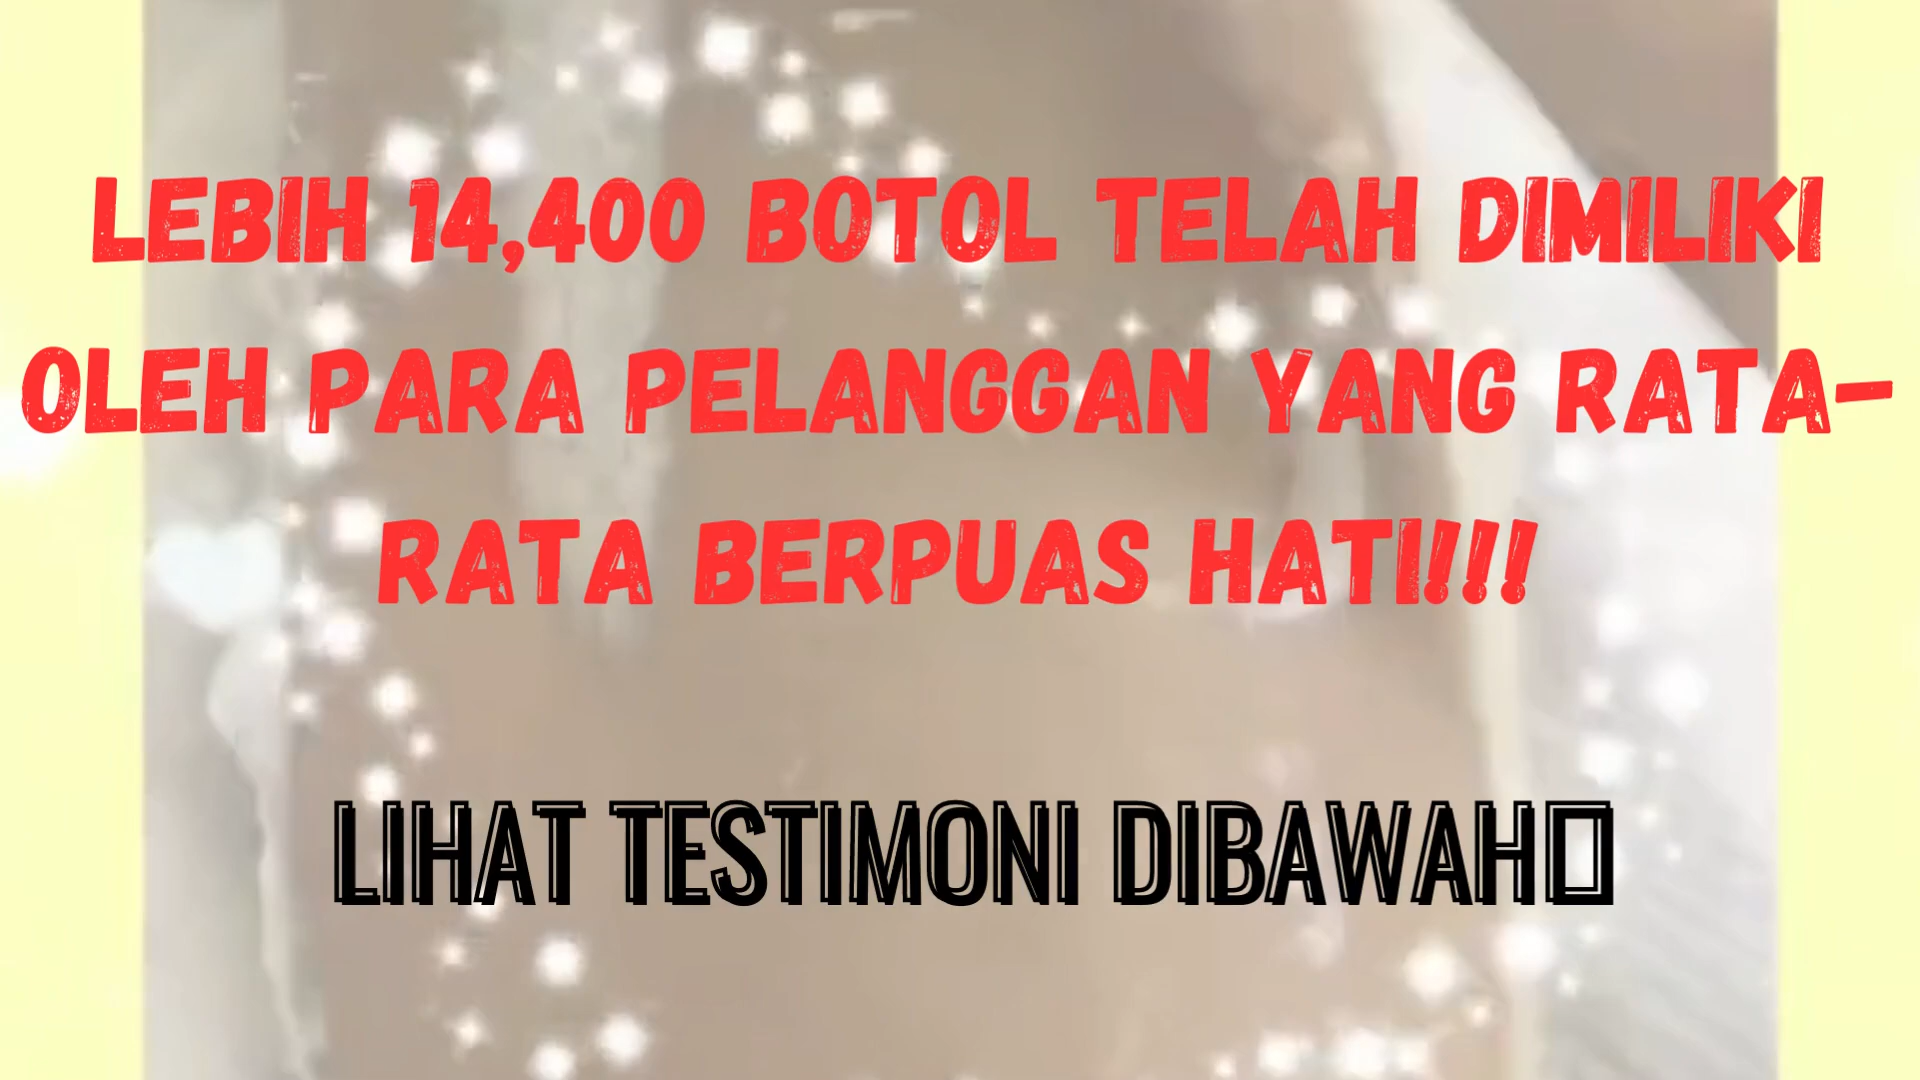 LEBIH 14,400 BOTOL TELAH DIMILIKI
OLEH PARA PELANGGAN YANG RATA-
RATA BERPUAS HATI!!!
LIHAT TESTIMONI DIBAWAH